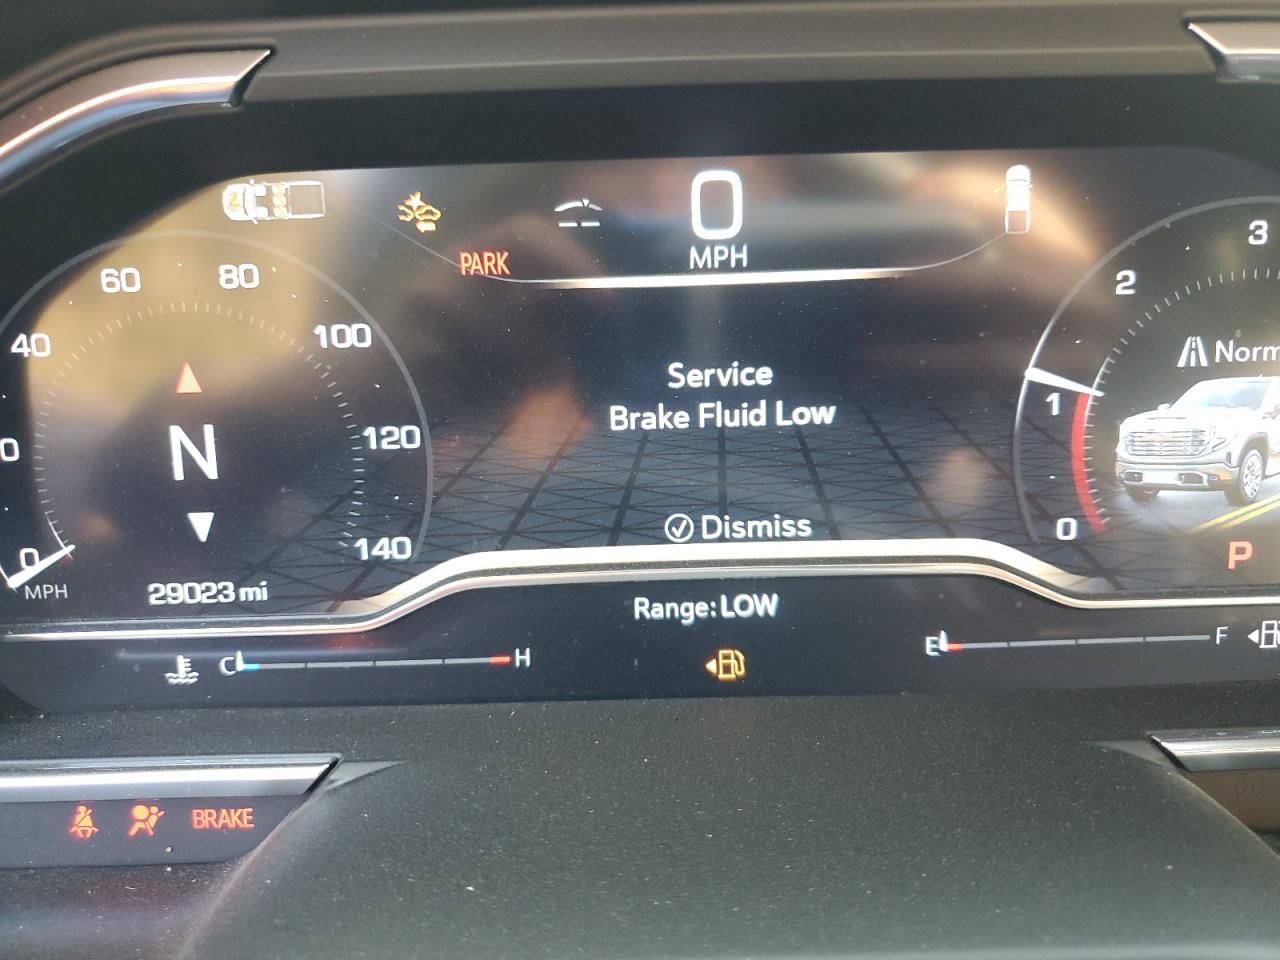 0
MPH
PARK
60
80
40
100
2
3
Service
Brake Fluid Low
Norm
1
120
0
N
Dismiss
0
140
0
MPH
P
29023 mi
Range: LOW
C
H
E
F
BRAKE